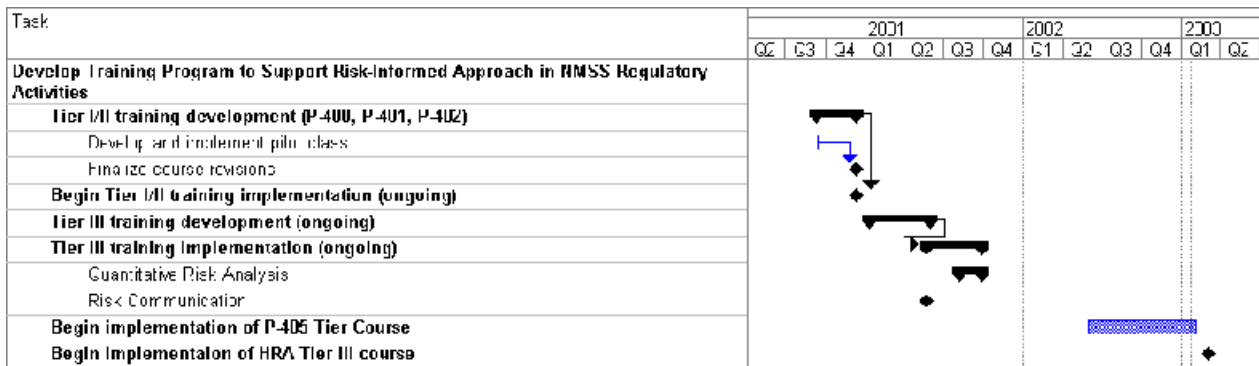 Task
2001 2002 2003
Q2 Q3 Q4 Q1 Q2 Q3 Q4 Q1 Q2 Q3 Q4 Q1 Q2
Develop Training Program to Support Risk-Informed Approach in NMSS Regulatory
Activities
Tier I/II training development (P-400, P-401, P-402)
Develop and implement pilot class
Finalize course revisions
Begin Tier I/II training implementation (ongoing)
Tier III training development (ongoing)
Tier III training implementation (ongoing)
Quantitative Risk Analysis
Risk Communication
Begin implementation of P-405 Tier Course
Begin Implementaion of HRA Tier III course